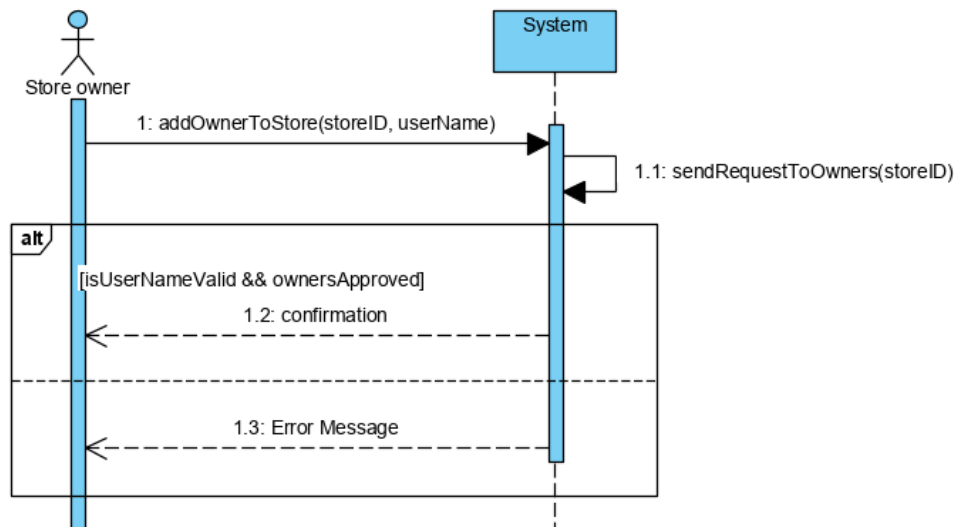 System
Store owner
1: addOwnerToStore(storeID, userName)
1.1: sendRequestToOwners(storeID)
alt
[isUserNameValid && ownersApproved]
1.2: confirmation
1.3: Error Message